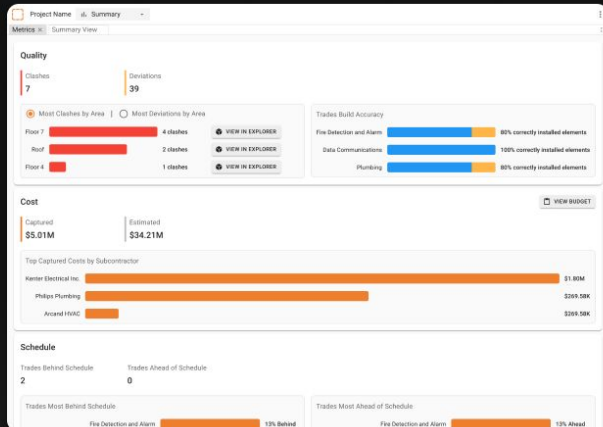 Project Name Summary
Metrics × Summary View
Quality
Clashes
7
Deviations
39
Most Clashes by Area | Most Deviations by Area
Floor 7 4 clashes VIEW IN EXPLORER
Roof 2 clashes VIEW IN EXPLORER
Floor 4 1 clashes VIEW IN EXPLORER
Trades Build Accuracy
Fire Detection and Alarm 80% correctly installed elements
Data Communications 100% correctly installed elements
Plumbing 80% correctly installed elements
Cost
VIEW BUDGET
Captured
$5.01M
Estimated
$34.21M
Top Captured Costs by Subcontractor
Kenter Electrical Inc. $1.80M
Philips Plumbing $269.58K
Arcand HVAC $269.58K
Schedule
Trades Behind Schedule
2
Trades Ahead of Schedule
0
Trades Most Behind Schedule
Fire Detection and Alarm 13% Behind
Trades Most Ahead of Schedule
Fire Detection and Alarm 13% Ahead